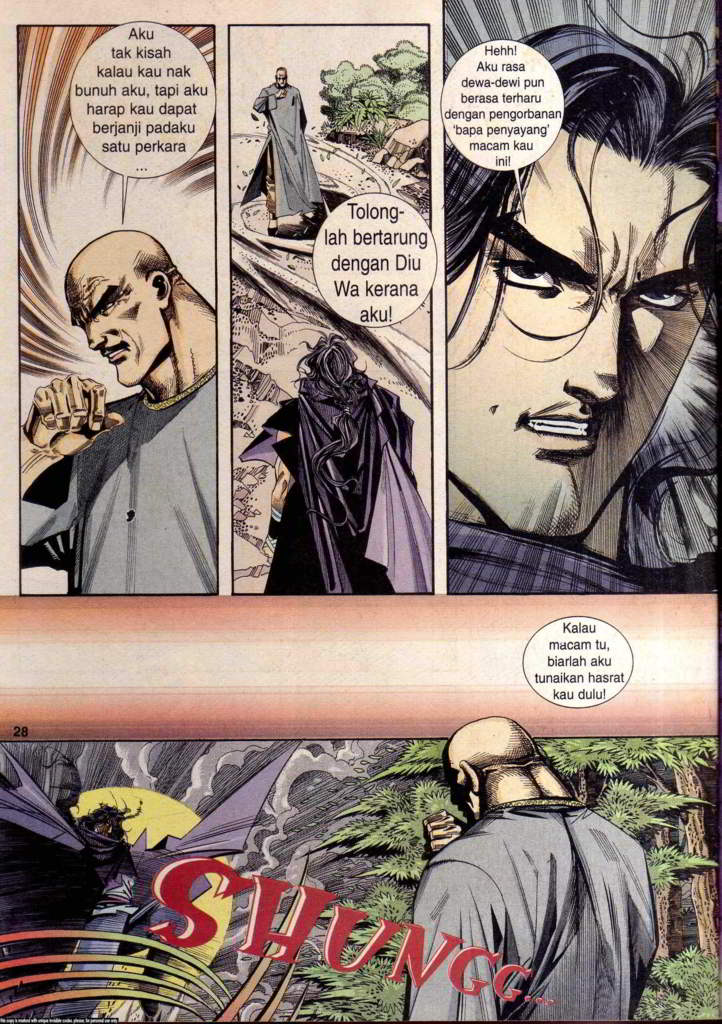 Aku
tak kisah
kalau kau nak
bunuh aku, tapi aku
harap kau dapat
berjanji padaku
satu perkara
...
Tolong-
lah bertarung
dengan Diu
Wa kerana
aku!
Hehh!
Aku rasa
dewa-dewi pun
berasa terharu
dengan pengorbanan
'bapa penyayang'
macam kau
ini!
Kalau
macam tu,
biarlah aku
tunaikan hasrat
kau dulu!
28
SHUNGG...